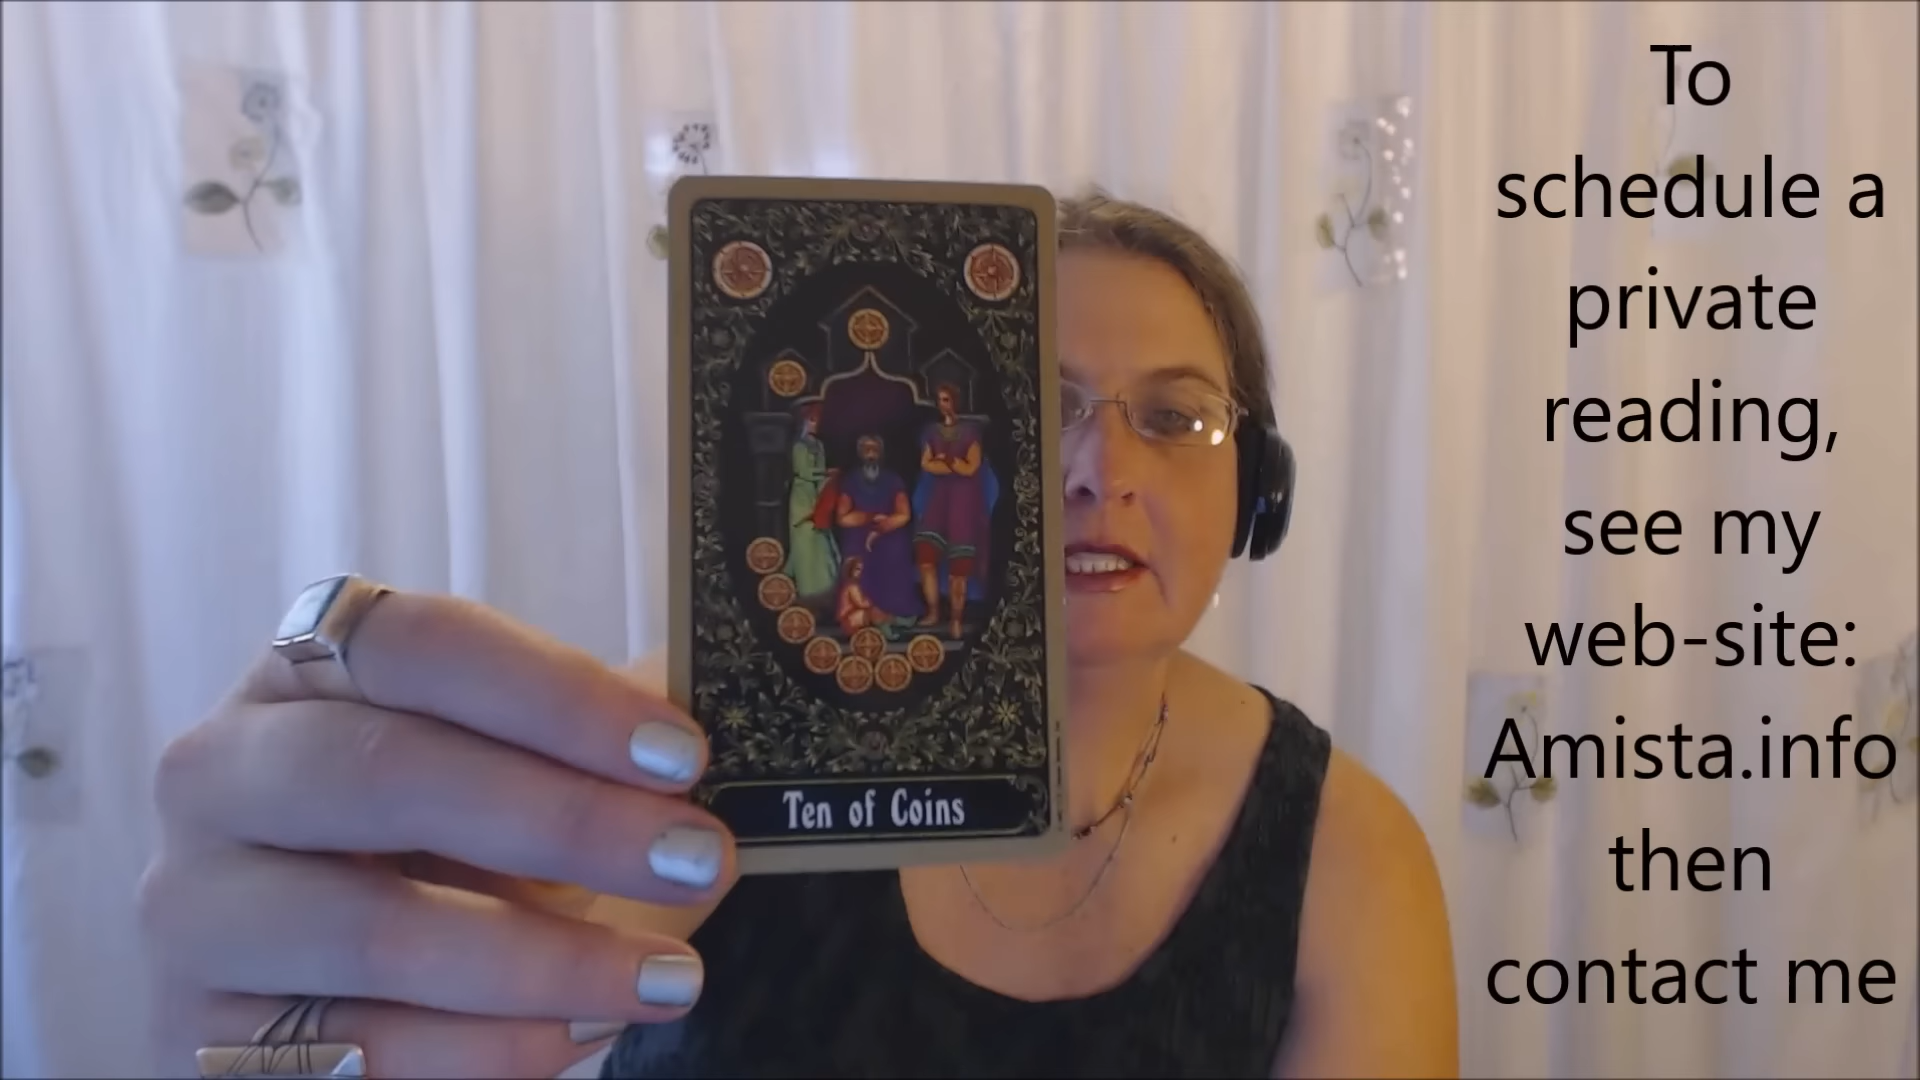 Ten of Coins
To
schedule a
private
reading,
see my
web-site:
Amista.info
then
contact me